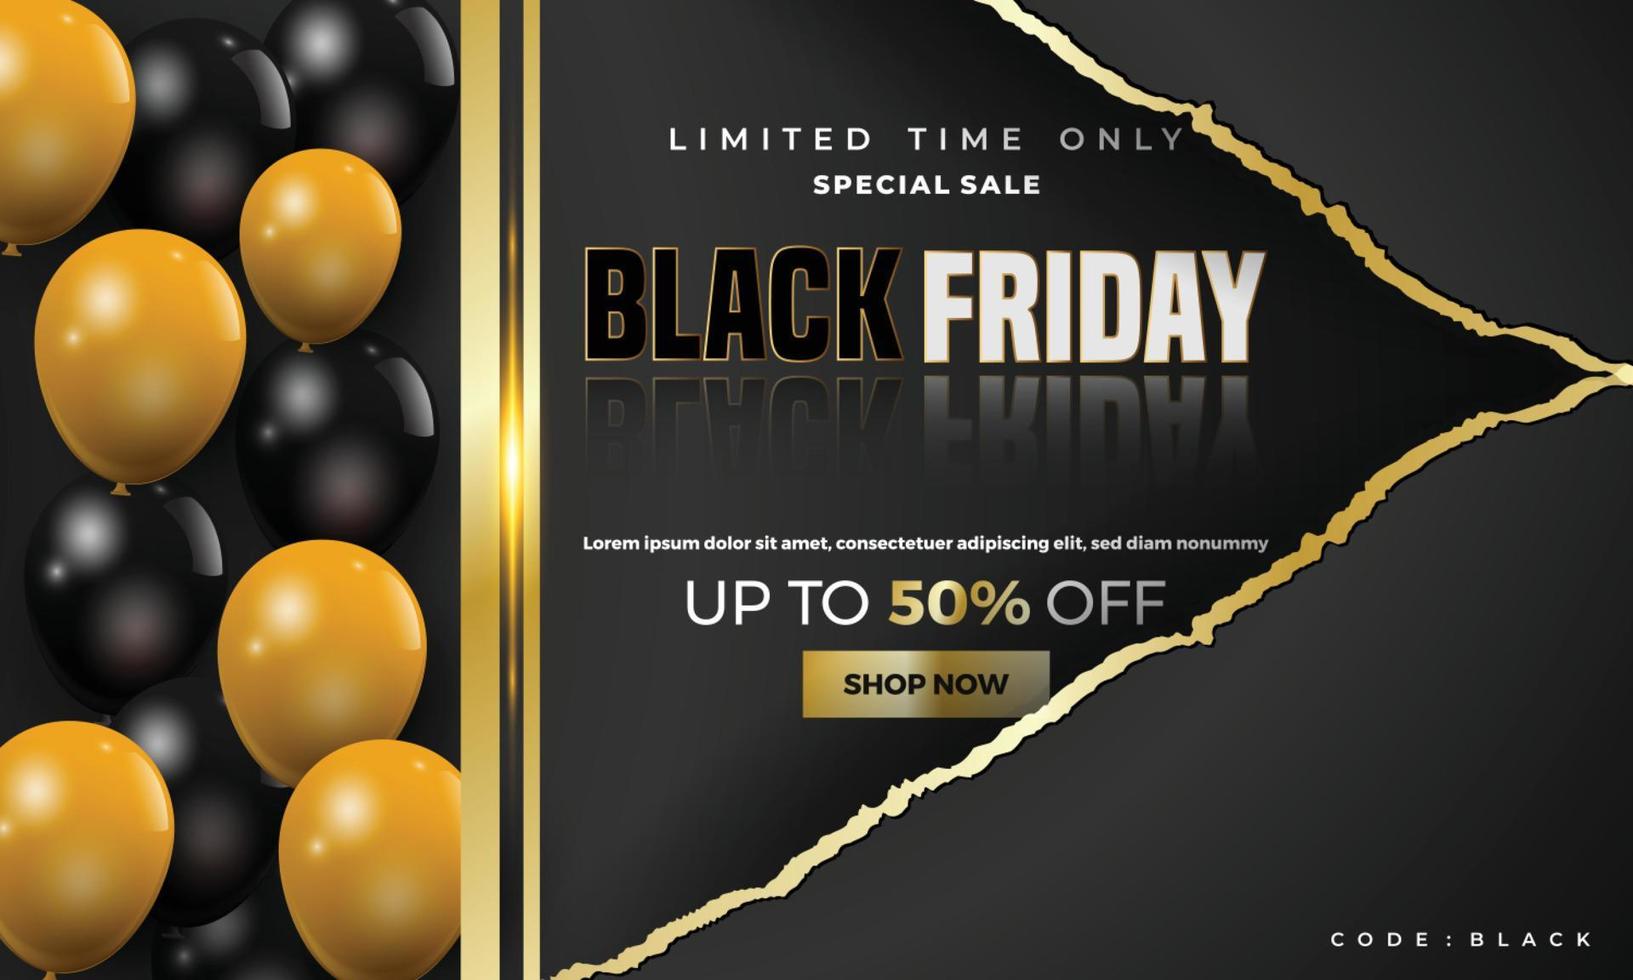 LIMITED TIME ONLY
SPECIAL SALE
BLACK FRIDAY
Lorem ipsum dolor sit amet, consectetuer adipiscing elit, sed diam nonummy
UP TO 50% OFF
SHOP NOW
CODE:BLACK